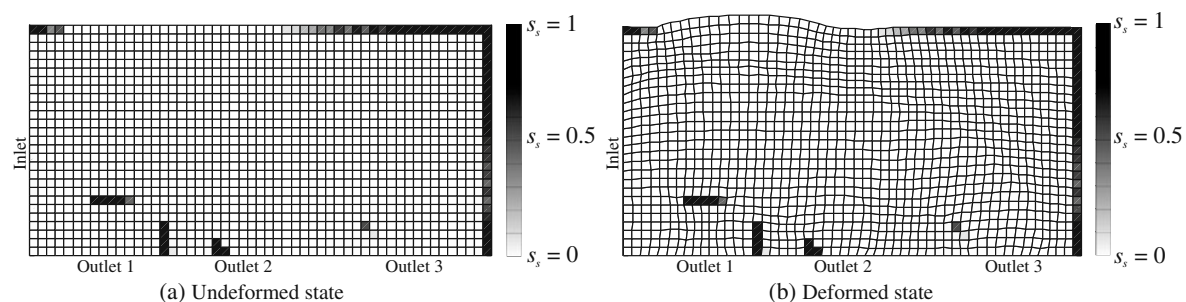 s_s = 1
s_s = 0.5
s_s = 0
Inlet
Outlet 1
Outlet 2
Outlet 3
(a) Undeformed state
s_s = 1
s_s = 0.5
s_s = 0
Inlet
Outlet 1
Outlet 2
Outlet 3
(b) Deformed state